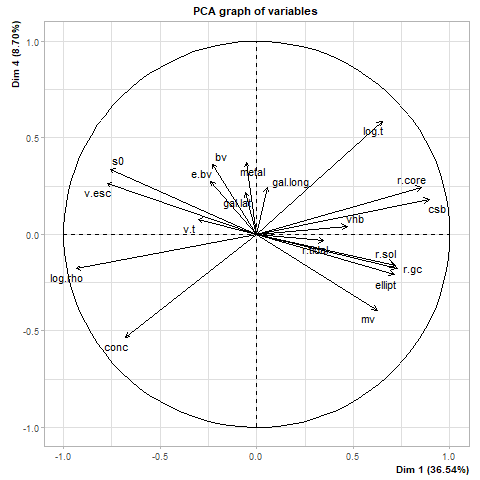 PCA graph of variables
Dim 4 (8.70%)
1.0
0.5
0.0
-0.5
-1.0
log.t
bv
s0
metal
e.bv
gal.long
r.core
v.esc
gal.lat
csb
vhb
v.t
r.tidal
r.sol
r.gc
log.rho
ellipt
mv
conc
-1.0 -0.5 0.0 0.5 1.0
Dim 1 (36.54%)